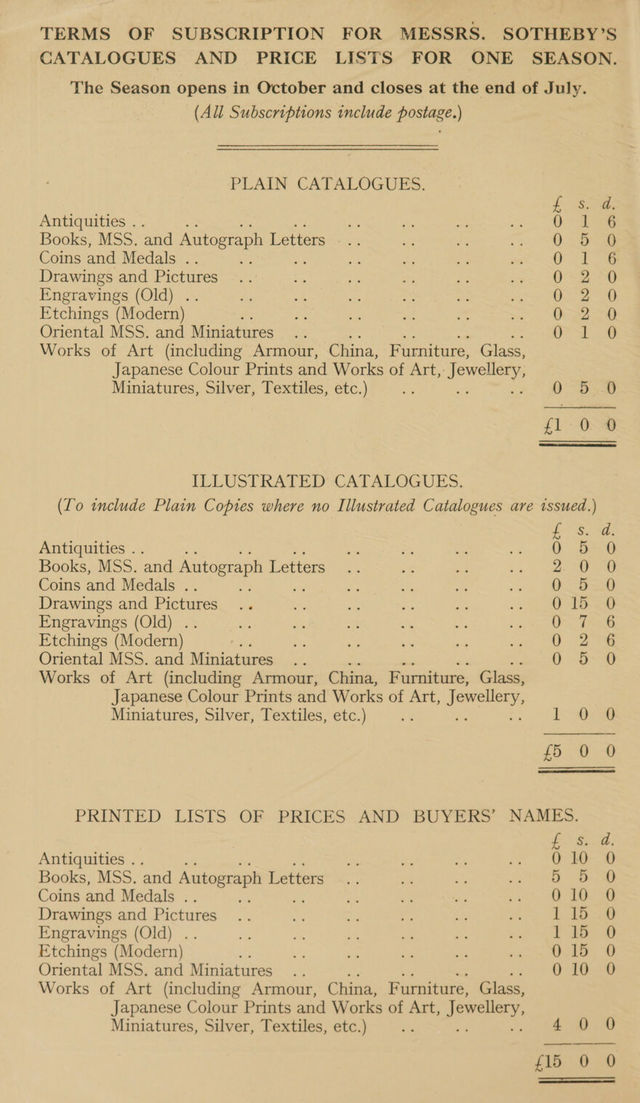 TERMS OF SUBSCRIPTION FOR MESSRS. SOTHEBY'S
CATALOGUES AND PRICE LISTS FOR ONE SEASON.
The Season opens in October and closes at the end of July.
(All Subscriptions include postage.)
PLAIN CATALOGUES.
£ s. d.
Antiquities . . . . . . . . . . . . . . . . 0 1 6
Books, MSS. and Autograph Letters . . . . . . . . 0 5 0
Coins and Medals . . . . . . . . . . . . . . 0 1 6
Drawings and Pictures . . . . . . . . . . . . 0 2 0
Engravings (Old) . . . . . . . . . . . . . . 0 2 0
Etchings (Modern) . . . . . . . . . . . . 0 2 0
Oriental MSS. and Miniatures . . . . . . . . . . 0 1 0
Works of Art (including Armour, China, Furniture, Glass,
Japanese Colour Prints and Works of Art, Jewellery,
Miniatures, Silver, Textiles, etc.) . . . . . . 0 5 0
£1 0 0
ILLUSTRATED CATALOGUES.
(To include Plain Copies where no Illustrated Catalogues are issued.)
£ s. d.
Antiquities . . . . . . . . . . . . . . . . 0 5 0
Books, MSS. and Autograph Letters . . . . . . . . 2 0 0
Coins and Medals . . . . . . . . . . . . . . 0 5 0
Drawings and Pictures . . . . . . . . . . . . 0 15 0
Engravings (Old) . . . . . . . . . . . . . . 0 7 6
Etchings (Modern) . . . . . . . . . . . . 0 2 6
Oriental MSS. and Miniatures . . . . . . . . . . 0 5 0
Works of Art (including Armour, China, Furniture, Glass,
Japanese Colour Prints and Works of Art, Jewellery,
Miniatures, Silver, Textiles, etc.) . . . . . . 1 0 0
£5 0 0
PRINTED LISTS OF PRICES AND BUYERS' NAMES.
£ s. d.
Antiquities . . . . . . . . . . . . . . . . 0 10 0
Books, MSS. and Autograph Letters . . . . . . . . 5 5 0
Coins and Medals . . . . . . . . . . . . . . 0 10 0
Drawings and Pictures . . . . . . . . . . . . 1 15 0
Engravings (Old) . . . . . . . . . . . . . . 1 15 0
Etchings (Modern) . . . . . . . . . . . . 0 15 0
Oriental MSS. and Miniatures . . . . . . . . . . 0 10 0
Works of Art (including Armour, China, Furniture, Glass,
Japanese Colour Prints and Works of Art, Jewellery,
Miniatures, Silver, Textiles, etc.) . . . . . . 4 0 0
£15 0 0